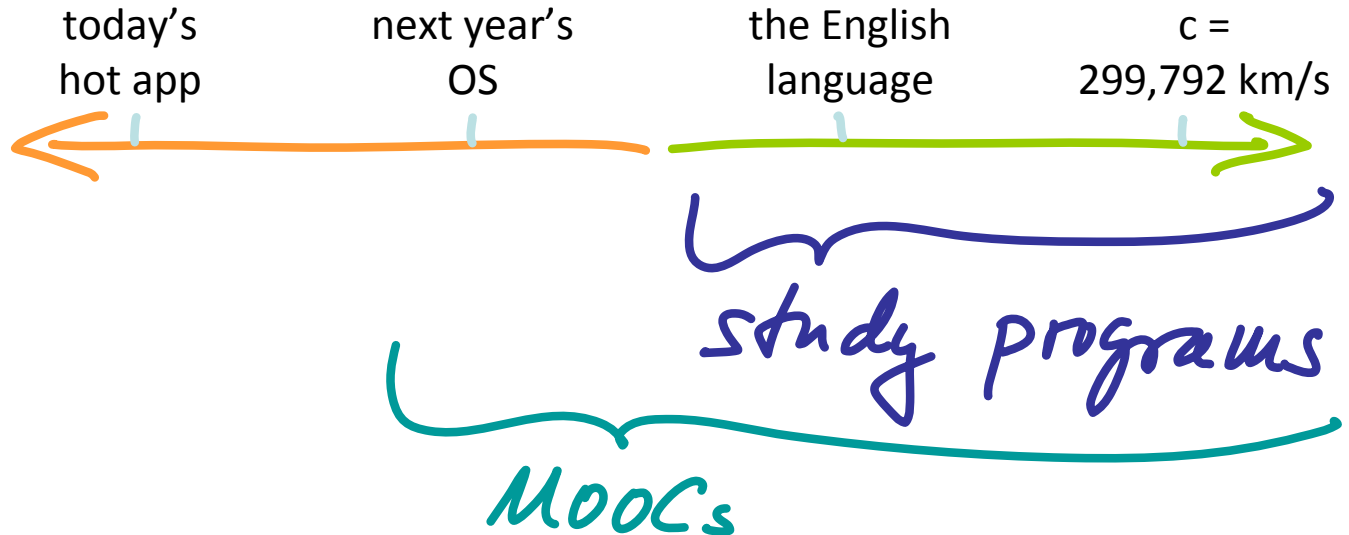 today's next year's the English c =
hot app OS language 299,792 km/s
study programs
MOOCs